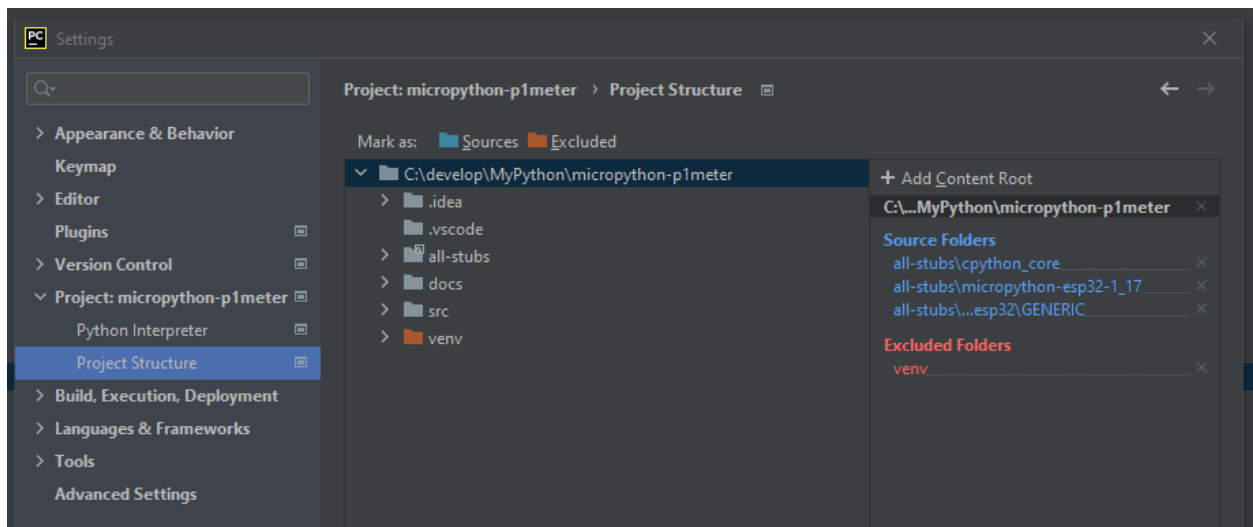 PC Settings
Project: micropython-p1meter › Project Structure
Appearance & Behavior
Keymap
Editor
Plugins
Version Control
Project: micropython-p1meter
Python Interpreter
Project Structure
Build, Execution, Deployment
Languages & Frameworks
Tools
Advanced Settings
Mark as: Sources Excluded
C:\develop\MyPython\micropython-p1meter
.idea
.vscode
all-stubs
docs
src
venv
+ Add Content Root
C:\...MyPython\micropython-p1meter
Source Folders
all-stubs\cpython_core
all-stubs\micropython-esp32-1_17
all-stubs\...esp32\GENERIC
Excluded Folders
venv